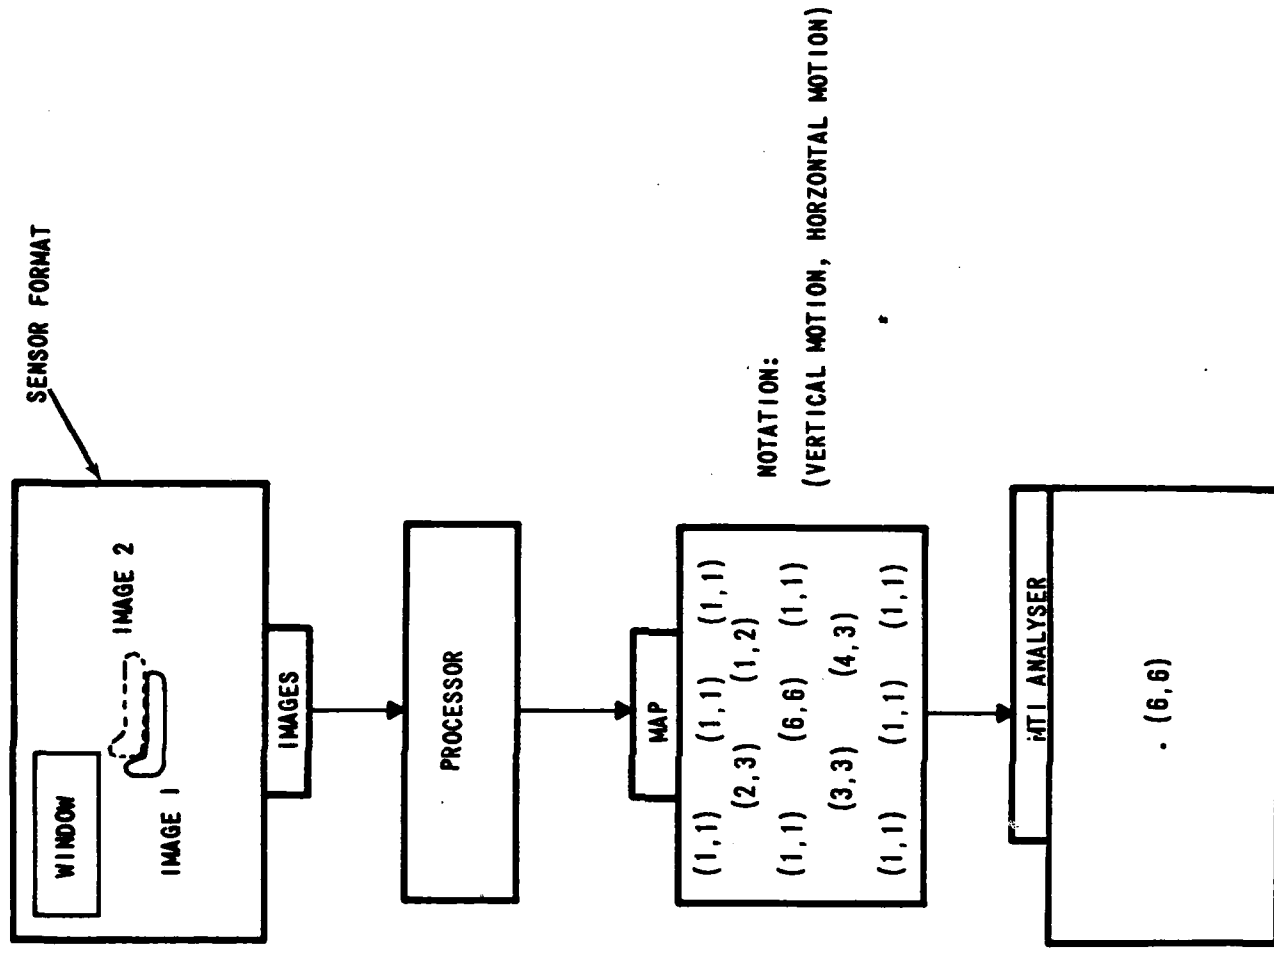 SENSOR FORMAT
WINDOW
IMAGE 1
IMAGE 2
IMAGES
PROCESSOR
MAP
(1,1) (1,1) (1,1)
(2,3) (1,2)
(1,1) (6,6) (1,1)
(3,3) (4,3)
(1,1) (1,1) (1,1)
NOTATION:
(VERTICAL MOTION, HORZONTAL MOTION)
MTI ANALYSER
(6,6)